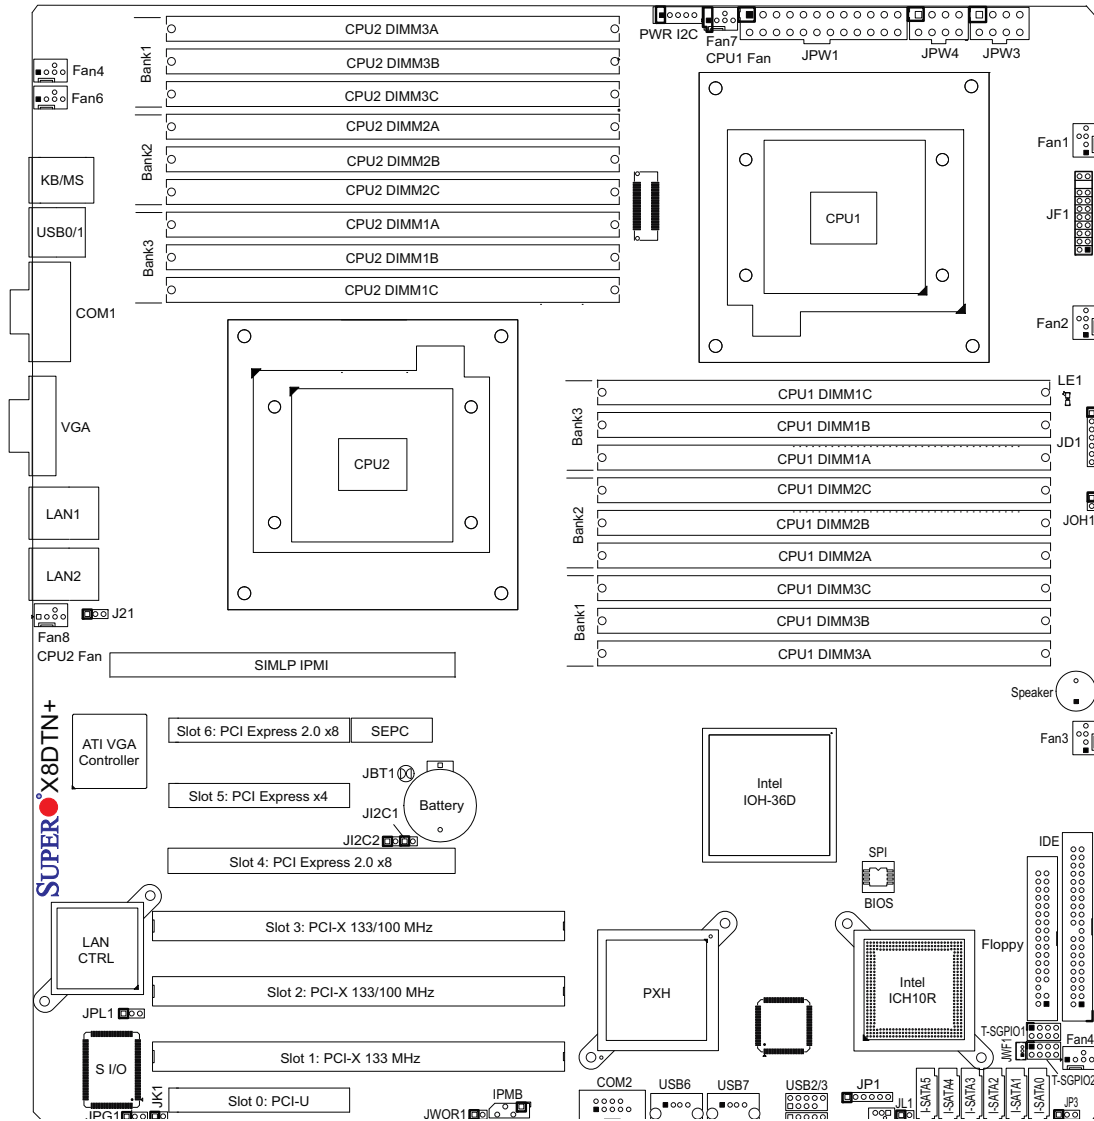 PWR I2C
Fan7
CPU1 Fan
JPW1
JPW4
JPW3
Bank1
CPU2 DIMM3A
CPU2 DIMM3B
CPU2 DIMM3C
Bank2
CPU2 DIMM2A
CPU2 DIMM2B
CPU2 DIMM2C
Bank3
CPU2 DIMM1A
CPU2 DIMM1B
CPU2 DIMM1C
Fan4
Fan6
KB/MS
USB0/1
COM1
VGA
LAN1
LAN2
Fan8
CPU2 Fan
J21
CPU1
CPU2
Fan1
JF1
Fan2
LE1
JD1
JOH1
Bank3
CPU1 DIMM1C
CPU1 DIMM1B
CPU1 DIMM1A
Bank2
CPU1 DIMM2C
CPU1 DIMM2B
CPU1 DIMM2A
Bank1
CPU1 DIMM3C
CPU1 DIMM3B
CPU1 DIMM3A
SIMLP IPMI
Speaker
Fan3
SUPER X8DTN+
ATI VGA
Controller
Slot 6: PCI Express 2.0 x8
SEPC
JBT1
Slot 5: PCI Express x4
Battery
JI2C1
JI2C2
Slot 4: PCI Express 2.0 x8
Intel
IOH-36D
SPI
BIOS
IDE
Floppy
LAN
CTRL
Slot 3: PCI-X 133/100 MHz
Slot 2: PCI-X 133/100 MHz
JPL1
PXH
Intel
ICH10R
S I/O
Slot 1: PCI-X 133 MHz
JK1
Slot 0: PCI-U
JPG1
JWOR1
IPMB
COM2
USB6
USB7
USB2/3
JP1
JL1
I-SATA5
I-SATA4
I-SATA3
I-SATA2
I-SATA1
I-SATA0
T-SGPIO1
JWF1
Fan4
T-SGPIO2
JP3